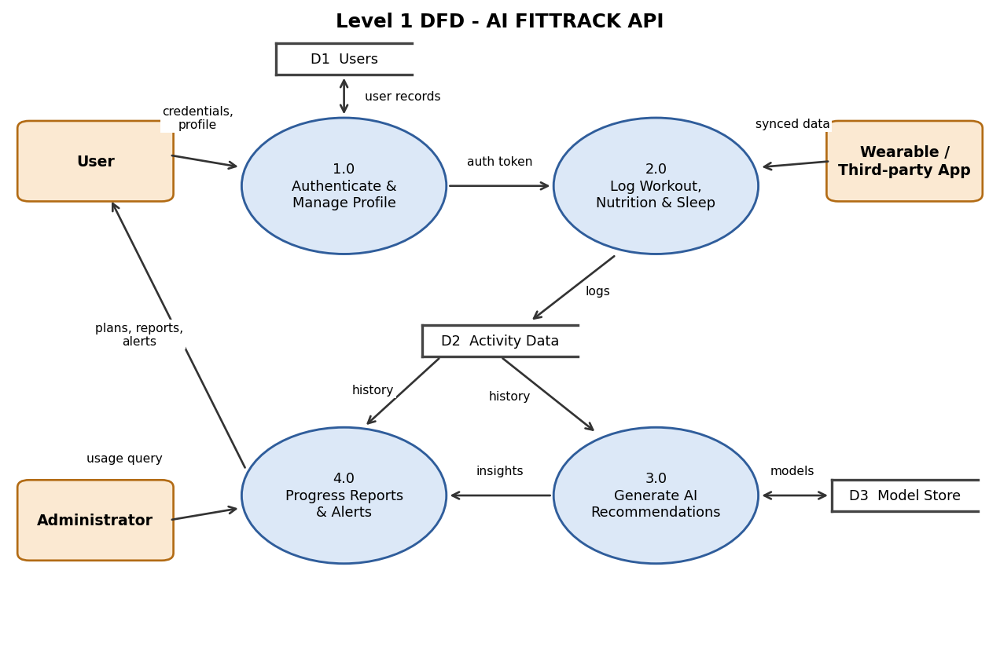 Level 1 DFD - AI FITTRACK API
D1  Users
user records
credentials,
profile
synced data
User
1.0
Authenticate &
Manage Profile
auth token
2.0
Log Workout,
Nutrition & Sleep
Wearable /
Third-party App
logs
plans, reports,
alerts
D2  Activity Data
history
history
usage query
Administrator
4.0
Progress Reports
& Alerts
insights
3.0
Generate AI
Recommendations
models
D3  Model Store